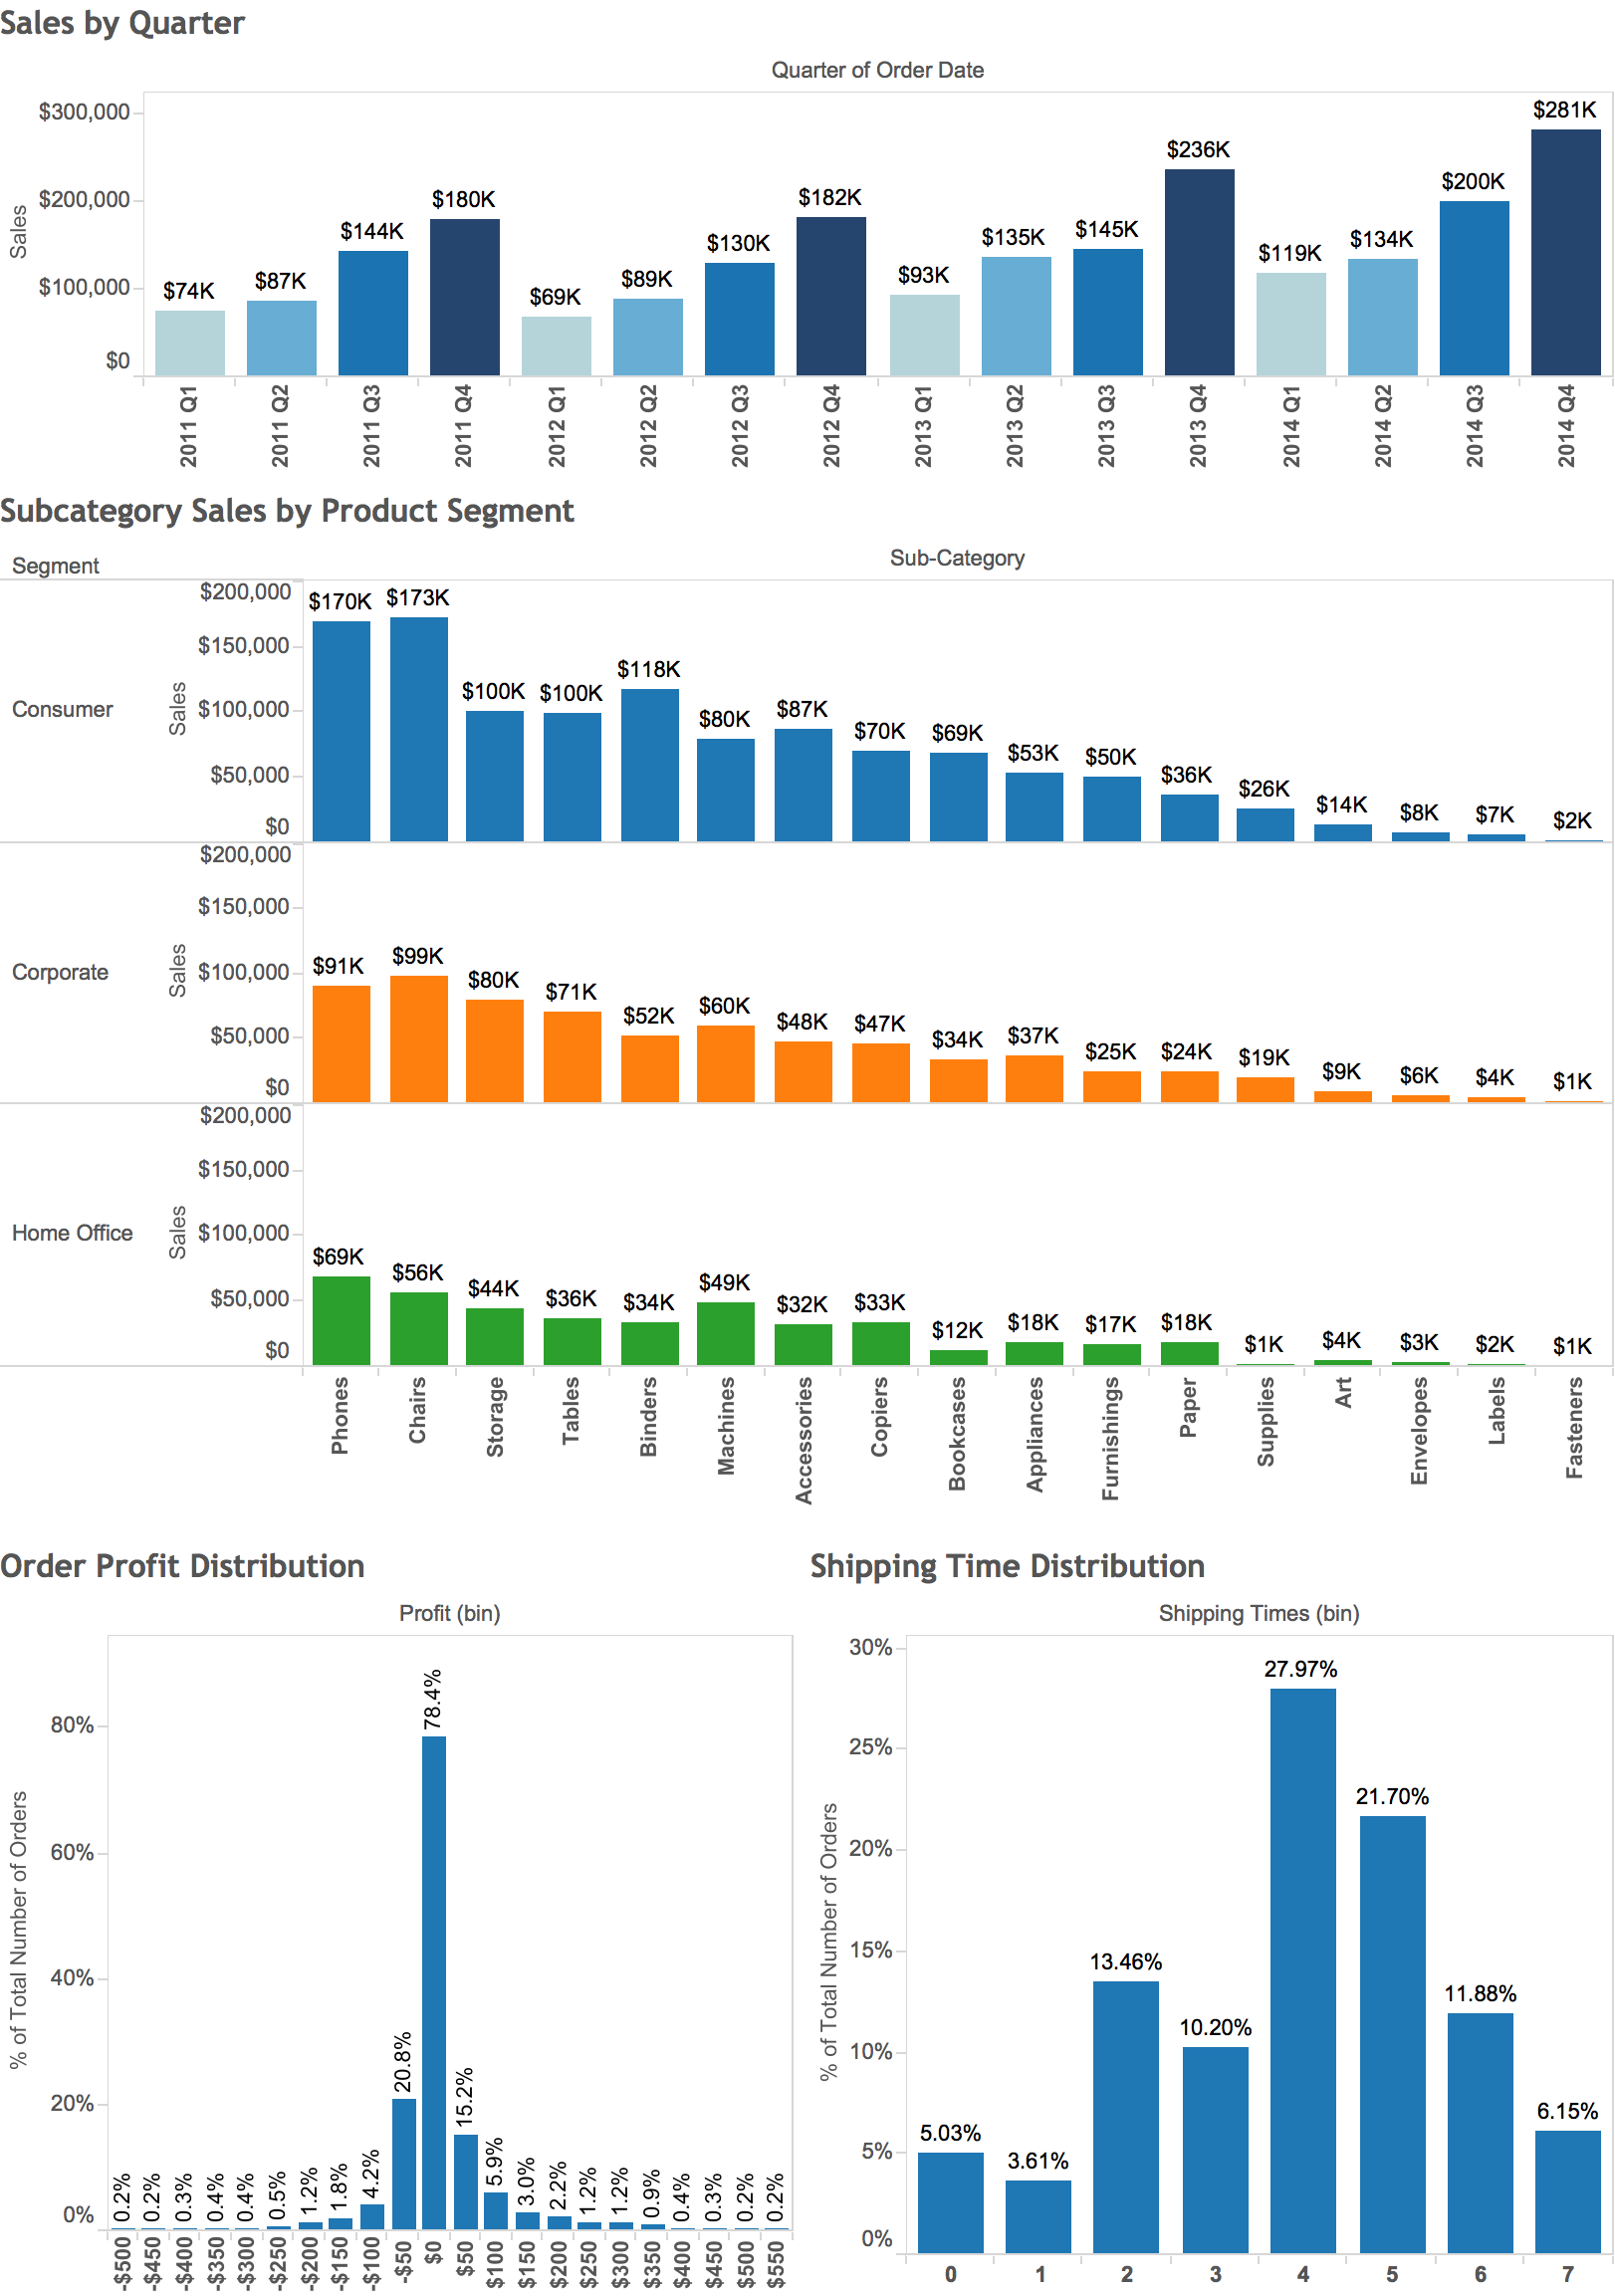 Sales by Quarter
Quarter of Order Date
Sales
$300,000
$200,000
$100,000
$0
$74K
$87K
$144K
$180K
$69K
$89K
$130K
$182K
$93K
$135K
$145K
$236K
$119K
$134K
$200K
$281K
2011 Q1
2011 Q2
2011 Q3
2011 Q4
2012 Q1
2012 Q2
2012 Q3
2012 Q4
2013 Q1
2013 Q2
2013 Q3
2013 Q4
2014 Q1
2014 Q2
2014 Q3
2014 Q4
Subcategory Sales by Product Segment
Segment
Sub-Category
Consumer
Sales
$200,000
$150,000
$100,000
$50,000
$0
$170K
$173K
$100K
$100K
$118K
$80K
$87K
$70K
$69K
$53K
$50K
$36K
$26K
$14K
$8K
$7K
$2K
Corporate
Sales
$200,000
$150,000
$100,000
$50,000
$0
$91K
$99K
$80K
$71K
$52K
$60K
$48K
$47K
$34K
$37K
$25K
$24K
$19K
$9K
$6K
$4K
$1K
Home Office
Sales
$200,000
$150,000
$100,000
$50,000
$0
$69K
$56K
$44K
$36K
$34K
$49K
$32K
$33K
$12K
$18K
$17K
$18K
$1K
$4K
$3K
$2K
$1K
Phones
Chairs
Storage
Tables
Binders
Machines
Accessories
Copiers
Bookcases
Appliances
Furnishings
Paper
Supplies
Art
Envelopes
Labels
Fasteners
Order Profit Distribution
Profit (bin)
% of Total Number of Orders
80%
60%
40%
20%
0%
0.2%
0.2%
0.3%
0.4%
0.4%
0.5%
1.2%
1.8%
4.2%
20.8%
78.4%
15.2%
5.9%
3.0%
2.2%
1.2%
1.2%
0.9%
0.4%
0.3%
0.2%
0.2%
-$500
-$450
-$400
-$350
-$300
-$250
-$200
-$150
-$100
-$50
$0
$50
$100
$150
$200
$250
$300
$350
$400
$450
$500
$550
Shipping Time Distribution
Shipping Times (bin)
% of Total Number of Orders
30%
25%
20%
15%
10%
5%
0%
5.03%
3.61%
13.46%
10.20%
27.97%
21.70%
11.88%
6.15%
0
1
2
3
4
5
6
7